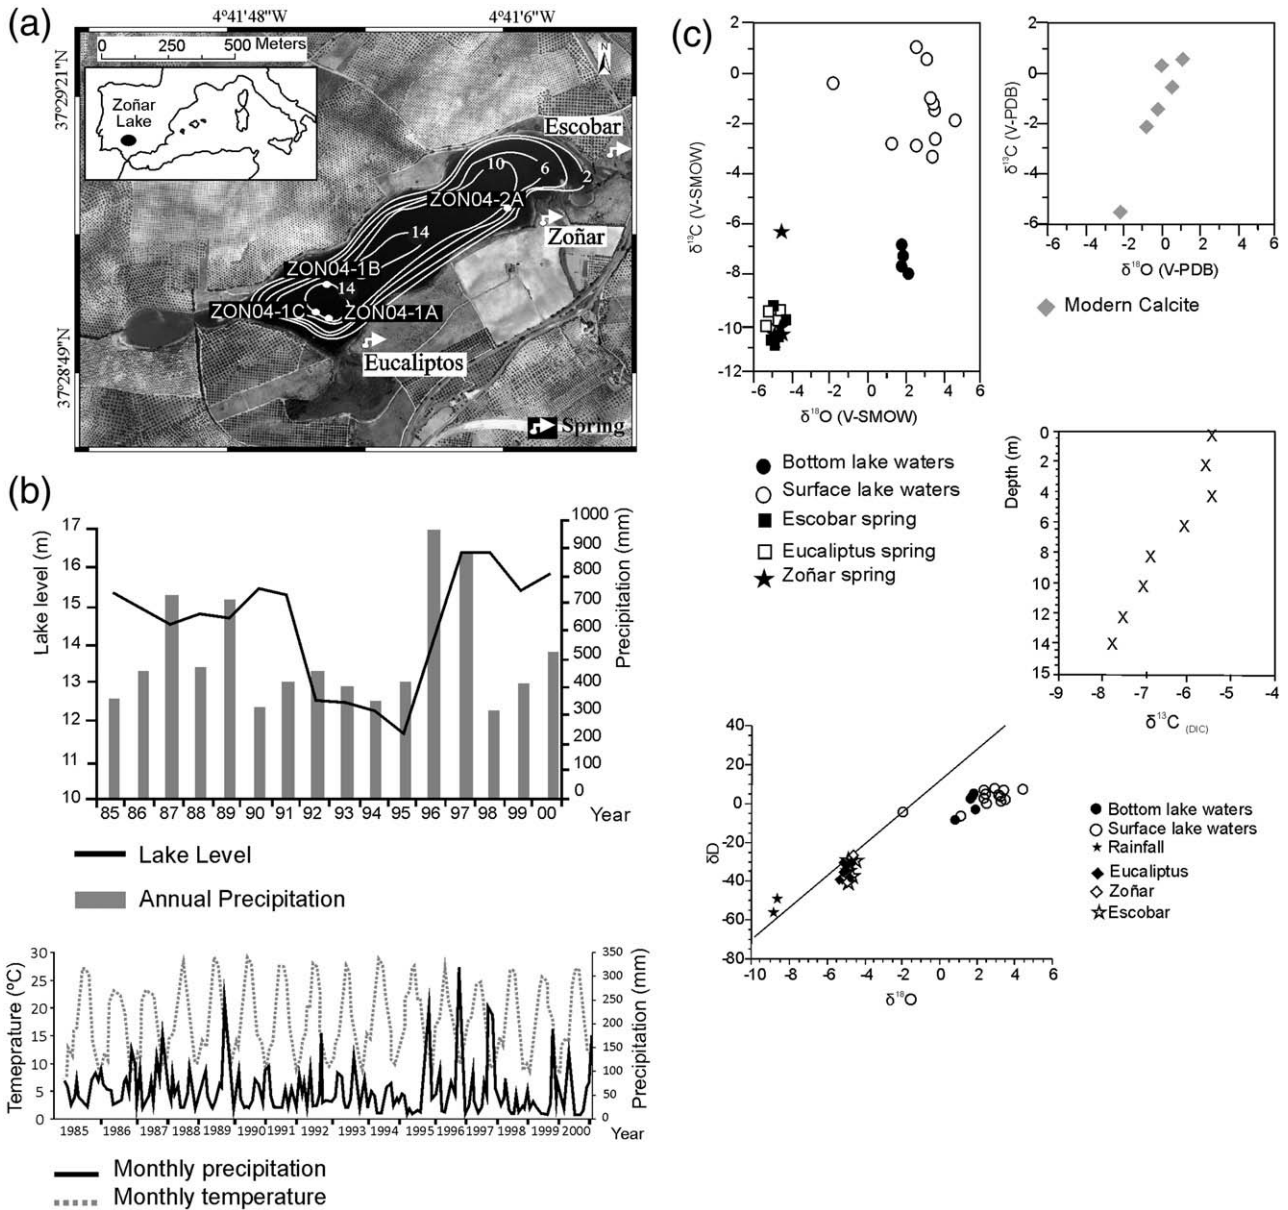 (a)
4º41'48"W
4º41'6"W
0 250 500 Meters
N
37º29'21"N
37º28'49"N
Zoñar
Lake
Escobar
10
6
2
ZON04-2A
14
Zoñar
ZON04-1B
14
ZON04-1C
ZON04-1A
Eucaliptos
Spring
(b)
Lake level (m)
17
16
15
14
13
12
11
10
Precipitation (mm)
1000
900
800
700
600
500
400
300
200
100
0
85 86 87 88 89 90 91 92 93 94 95 96 97 98 99 00 Year
Lake Level
Annual Precipitation
Temeprature (ºC)
30
25
20
15
10
5
0
Precipitation (mm)
350
300
250
200
150
100
50
0
1985 1986 1987 1988 1989 1990 1991 1992 1993 1994 1995 1996 1997 1998 1999 2000 Year
Monthly precipitation
Monthly temperature
(c)
δ¹³C (V-SMOW)
2
0
-2
-4
-6
-8
-10
-12
-6 -4 -2 0 2 4 6
δ¹⁸O (V-SMOW)
Bottom lake waters
Surface lake waters
Escobar spring
Eucaliptus spring
Zoñar spring
δ¹³C (V-PDB)
2
0
-2
-4
-6
-6 -4 -2 0 2 4 6
δ¹⁸O (V-PDB)
Modern Calcite
Depth (m)
0
2
4
6
8
10
12
14
15
-9 -8 -7 -6 -5 -4
δ¹³C (DIC)
δD
40
20
0
-20
-40
-60
-80
-10 -8 -6 -4 -2 0 2 4 6
δ¹⁸O
Bottom lake waters
Surface lake waters
Rainfall
Eucaliptus
Zoñar
Escobar